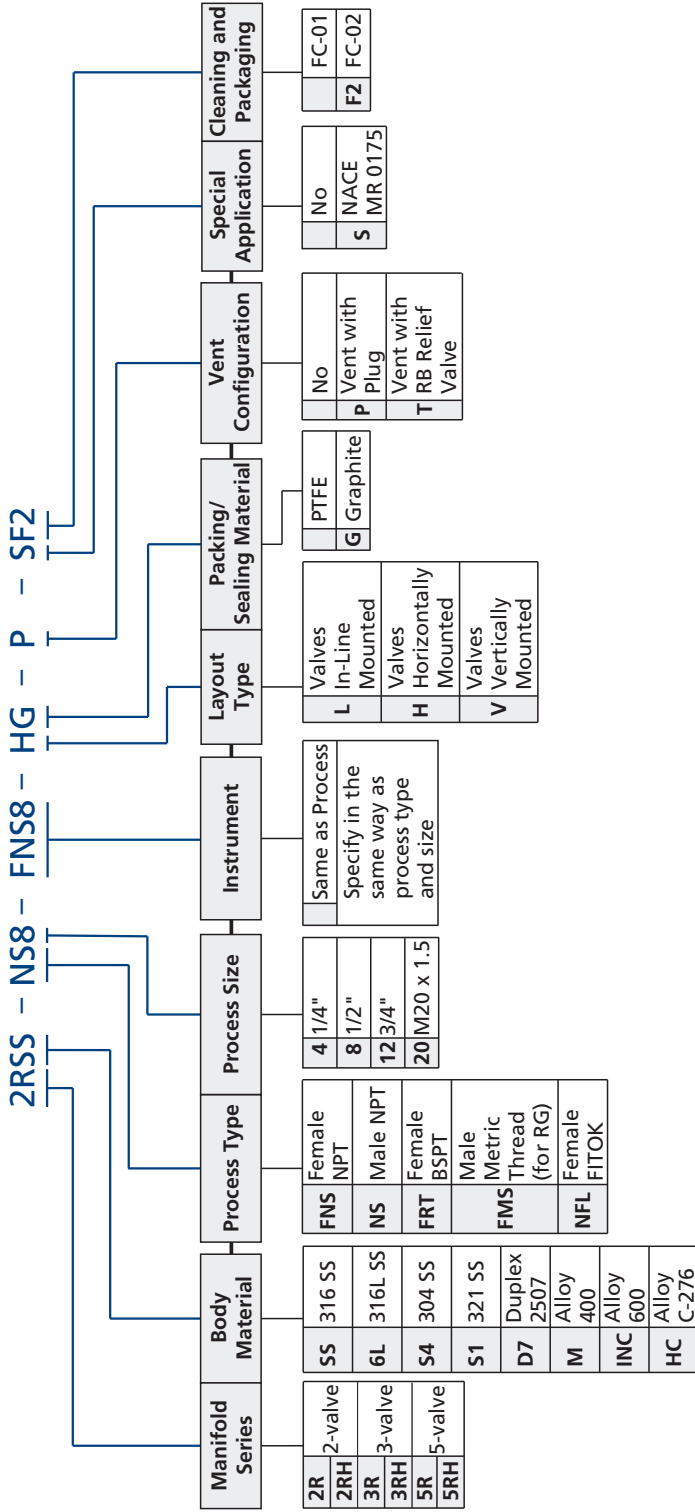 2RSS – NS8 – FNS8 – HG – P – SF2
Manifold
Series
2R
2RH
2-valve
3R
3RH
3-valve
5R
5RH
5-valve
Body
Material
SS 316 SS
6L 316L SS
S4 304 SS
S1 321 SS
D7 Duplex
2507
M Alloy
400
INC Alloy
600
HC Alloy
C-276
Process Type
FNS Female
NPT
NS Male NPT
FRT Female
BSPT
FMS Male
Metric
Thread
(for RG)
NFL Female
FITOK
Process Size
4 1/4"
8 1/2"
12 3/4"
20 M20 x 1.5
Instrument
Same as Process
Specify in the
same way as
process type
and size
Layout
Type
L Valves
In-Line
Mounted
H Valves
Horizontally
Mounted
V Valves
Vertically
Mounted
Packing/
Sealing Material
PTFE
G Graphite
Vent
Configuration
No
P Vent with
Plug
T Vent with
RB Relief
Valve
Special
Application
No
S NACE
MR 0175
Cleaning and
Packaging
FC-01
F2 FC-02